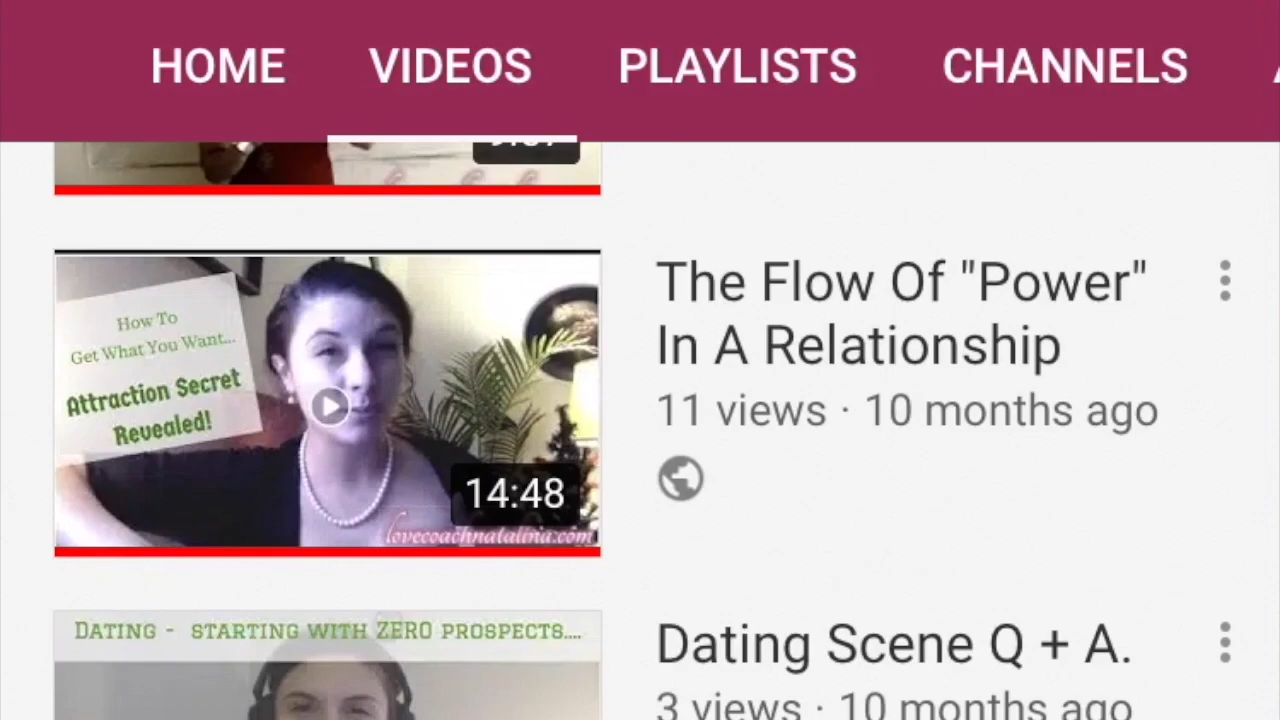 HOME VIDEOS PLAYLISTS CHANNELS
How To
Get What You Want...
Attraction Secret
Revealed!
14:48
lovecoachnatalina.com
The Flow Of "Power"
In A Relationship
11 views · 10 months ago
DATING - STARTING WITH ZERO PROSPECTS....
Dating Scene Q + A.
3 views · 10 months ago